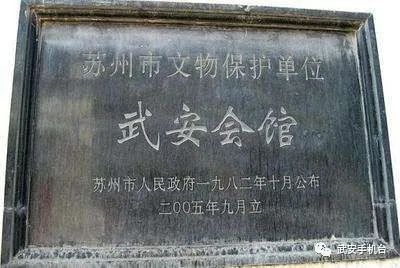 苏州市文物保护单位
武安会馆
苏州市人民政府一九八二年十月公布
二00五年九月立
武安手机台